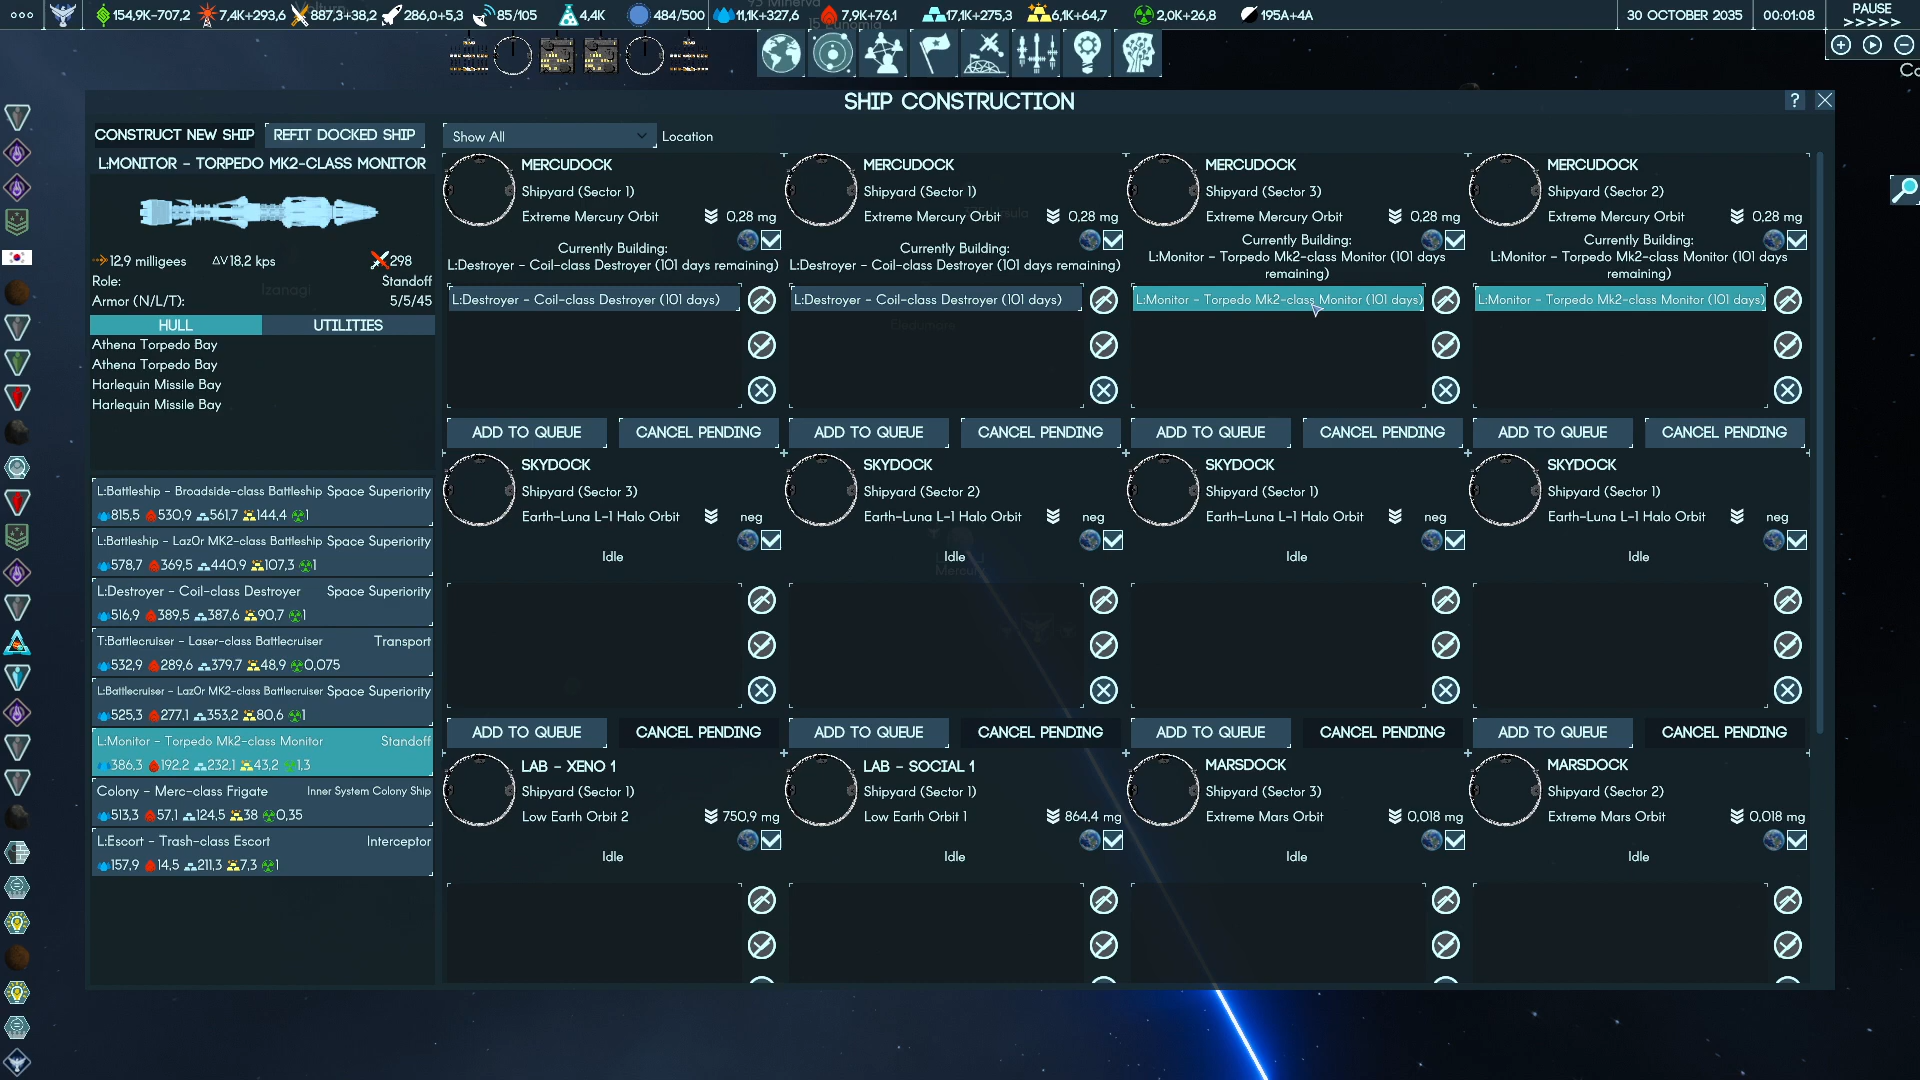 154,9K-707,2 7,4K+293,6 887,3+38,2 286,0+5,3 85/105 4,4K 484/500 11,1K+327,6 7,9K+76,1 17,1K+275,3 6,1K+64,7 2,0K+26,8 195A+4A 30 OCTOBER 2035 00:01:08 PAUSE
>>>>>
SHIP CONSTRUCTION
?
CONSTRUCT NEW SHIP REFIT DOCKED SHIP Show All Location
L:MONITOR - TORPEDO MK2-CLASS MONITOR
12,9 milligees ΔV18,2 kps 298
Role: Standoff
Armor (N/L/T): 5/5/45
HULL UTILITIES
Athena Torpedo Bay
Athena Torpedo Bay
Harlequin Missile Bay
Harlequin Missile Bay
L:Battleship - Broadside-class Battleship Space Superiority
815,5 530,9 561,7 144,4 1
L:Battleship - LazOr MK2-class Battleship Space Superiority
578,7 369,5 440,9 107,3 1
L:Destroyer - Coil-class Destroyer Space Superiority
516,9 389,5 387,6 90,7 1
T:Battlecruiser - Laser-class Battlecruiser Transport
532,9 289,6 379,7 48,9 0,075
L:Battlecruiser - LazOr MK2-class Battlecruiser Space Superiority
525,3 277,1 353,2 80,6 1
L:Monitor - Torpedo Mk2-class Monitor Standoff
386,3 192,2 232,1 43,2 1,3
Colony - Merc-class Frigate Inner System Colony Ship
513,3 57,1 124,5 38 0,35
L:Escort - Trash-class Escort Interceptor
157,9 14,5 211,3 7,3 1
MERCUDOCK
Shipyard (Sector 1)
Extreme Mercury Orbit 0,28 mg
Currently Building:
L:Destroyer - Coil-class Destroyer (101 days remaining)
L:Destroyer - Coil-class Destroyer (101 days)
ADD TO QUEUE CANCEL PENDING
MERCUDOCK
Shipyard (Sector 1)
Extreme Mercury Orbit 0,28 mg
Currently Building:
L:Destroyer - Coil-class Destroyer (101 days remaining)
L:Destroyer - Coil-class Destroyer (101 days)
ADD TO QUEUE CANCEL PENDING
MERCUDOCK
Shipyard (Sector 3)
Extreme Mercury Orbit 0,28 mg
Currently Building:
L:Monitor - Torpedo Mk2-class Monitor (101 days
remaining)
L:Monitor - Torpedo Mk2-class Monitor (101 days)
ADD TO QUEUE CANCEL PENDING
MERCUDOCK
Shipyard (Sector 2)
Extreme Mercury Orbit 0,28 mg
Currently Building:
L:Monitor - Torpedo Mk2-class Monitor (101 days
remaining)
L:Monitor - Torpedo Mk2-class Monitor (101 days)
ADD TO QUEUE CANCEL PENDING
SKYDOCK
Shipyard (Sector 3)
Earth-Luna L-1 Halo Orbit neg
Idle
ADD TO QUEUE CANCEL PENDING
SKYDOCK
Shipyard (Sector 2)
Earth-Luna L-1 Halo Orbit neg
Idle
ADD TO QUEUE CANCEL PENDING
SKYDOCK
Shipyard (Sector 1)
Earth-Luna L-1 Halo Orbit neg
Idle
ADD TO QUEUE CANCEL PENDING
SKYDOCK
Shipyard (Sector 1)
Earth-Luna L-1 Halo Orbit neg
Idle
ADD TO QUEUE CANCEL PENDING
LAB - XENO 1
Shipyard (Sector 1)
Low Earth Orbit 2 750,9 mg
Idle
LAB - SOCIAL 1
Shipyard (Sector 1)
Low Earth Orbit 1 864,4 mg
Idle
MARSDOCK
Shipyard (Sector 3)
Extreme Mars Orbit 0,018 mg
Idle
MARSDOCK
Shipyard (Sector 2)
Extreme Mars Orbit 0,018 mg
Idle